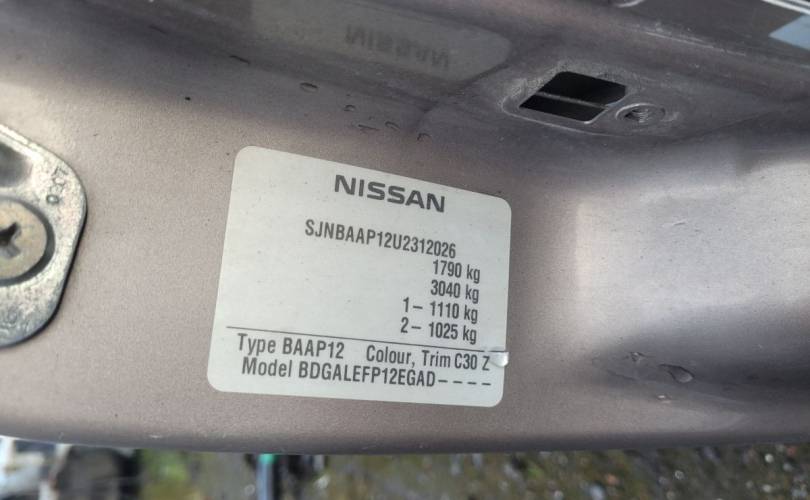 NISSAN
SJNBAAP12U2312026
1790 kg
3040 kg
1- 1110 kg
2- 1025 kg
Type BAAP12 Colour, Trim C30 Z
Model BDGALEFP12EGAD----